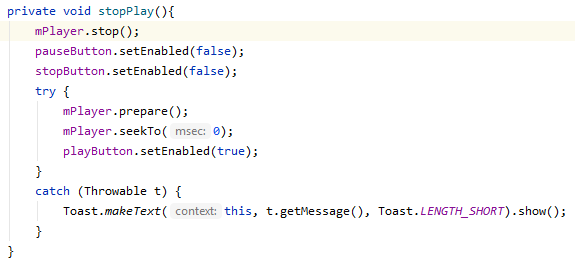 private void stopPlay(){
    mPlayer.stop();
    pauseButton.setEnabled(false);
    stopButton.setEnabled(false);
    try {
        mPlayer.prepare();
        mPlayer.seekTo( msec: 0);
        playButton.setEnabled(true);
    }
    catch (Throwable t) {
        Toast.makeText( context: this, t.getMessage(), Toast.LENGTH_SHORT).show();
    }
}